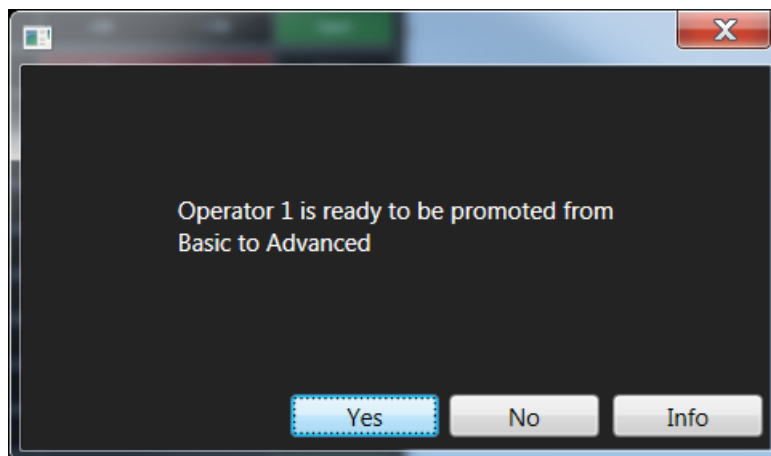 Operator 1 is ready to be promoted from
Basic to Advanced
Yes
No
Info